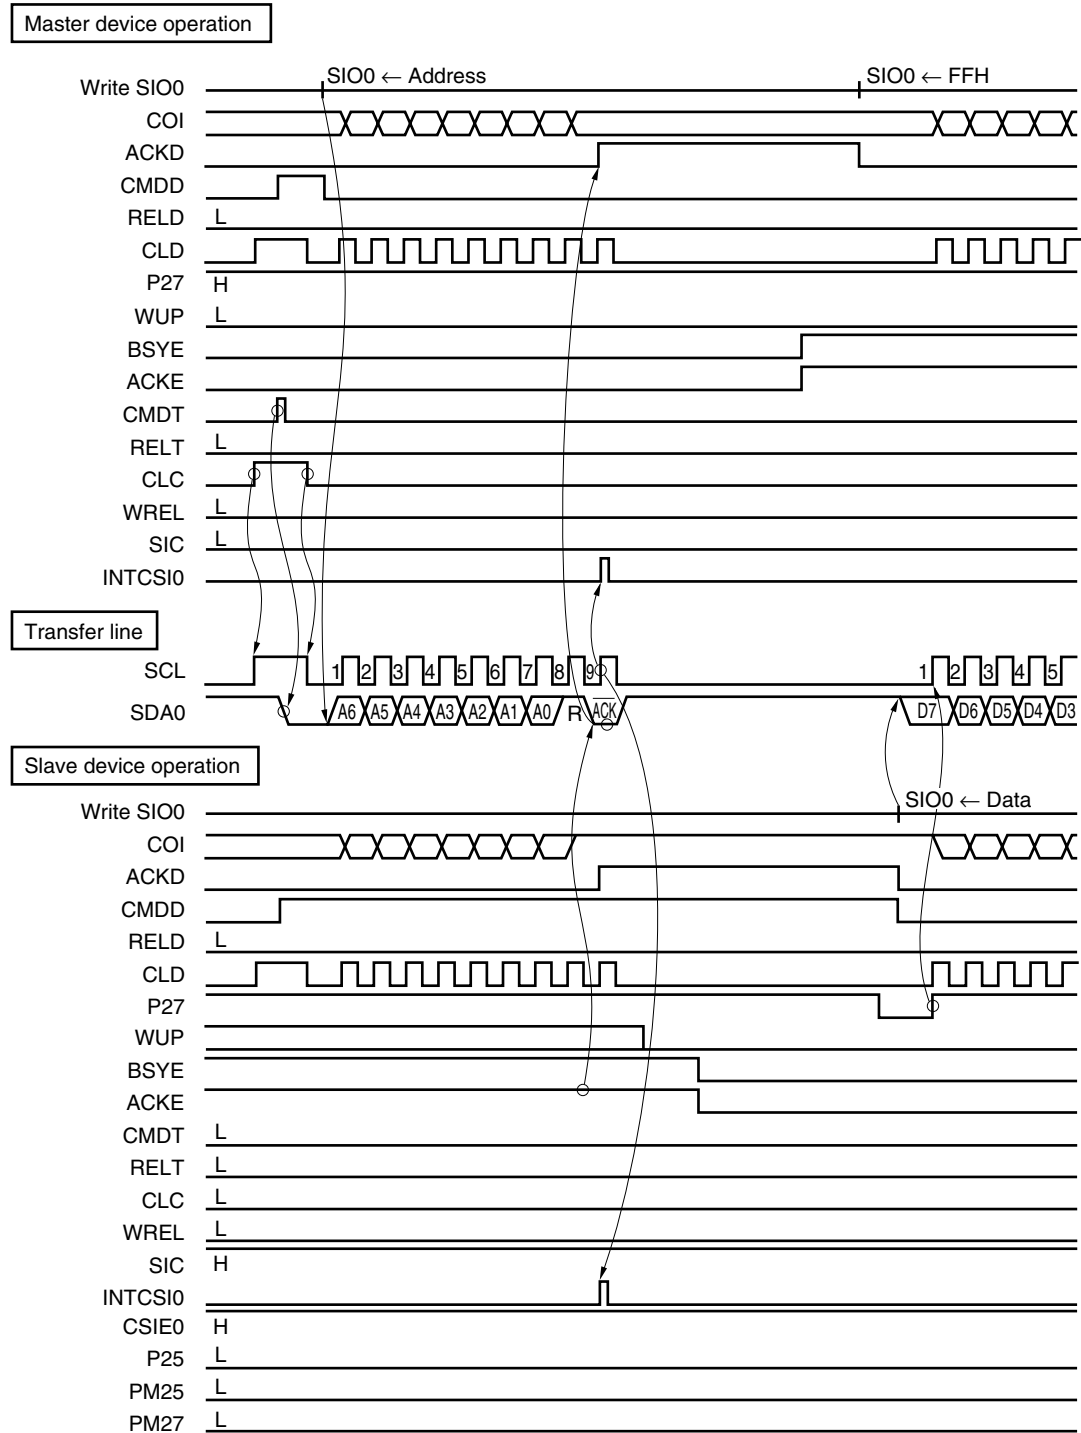 Master device operation
Write SIO0 SIO0 ← Address SIO0 ← FFH
COI
ACKD
CMDD
RELD L
CLD
P27 H
WUP L
BSYE
ACKE
CMDT
RELT L
CLC
WREL L
SIC L
INTCSI0
Transfer line
SCL 1 2 3 4 5 6 7 8 9 1 2 3 4 5
SDA0 A6 A5 A4 A3 A2 A1 A0 R ACK D7 D6 D5 D4 D3
Slave device operation
Write SIO0 SIO0 ← Data
COI
ACKD
CMDD
RELD L
CLD
P27
WUP
BSYE
ACKE
CMDT L
RELT L
CLC L
WREL L
SIC H
INTCSI0
CSIE0 H
P25 L
PM25 L
PM27 L